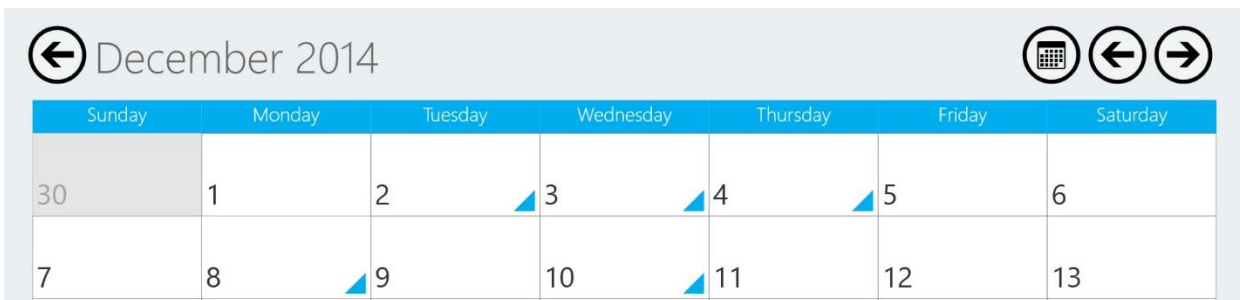 December 2014
Sunday Monday Tuesday Wednesday Thursday Friday Saturday
30 1 2 3 4 5 6
7 8 9 10 11 12 13